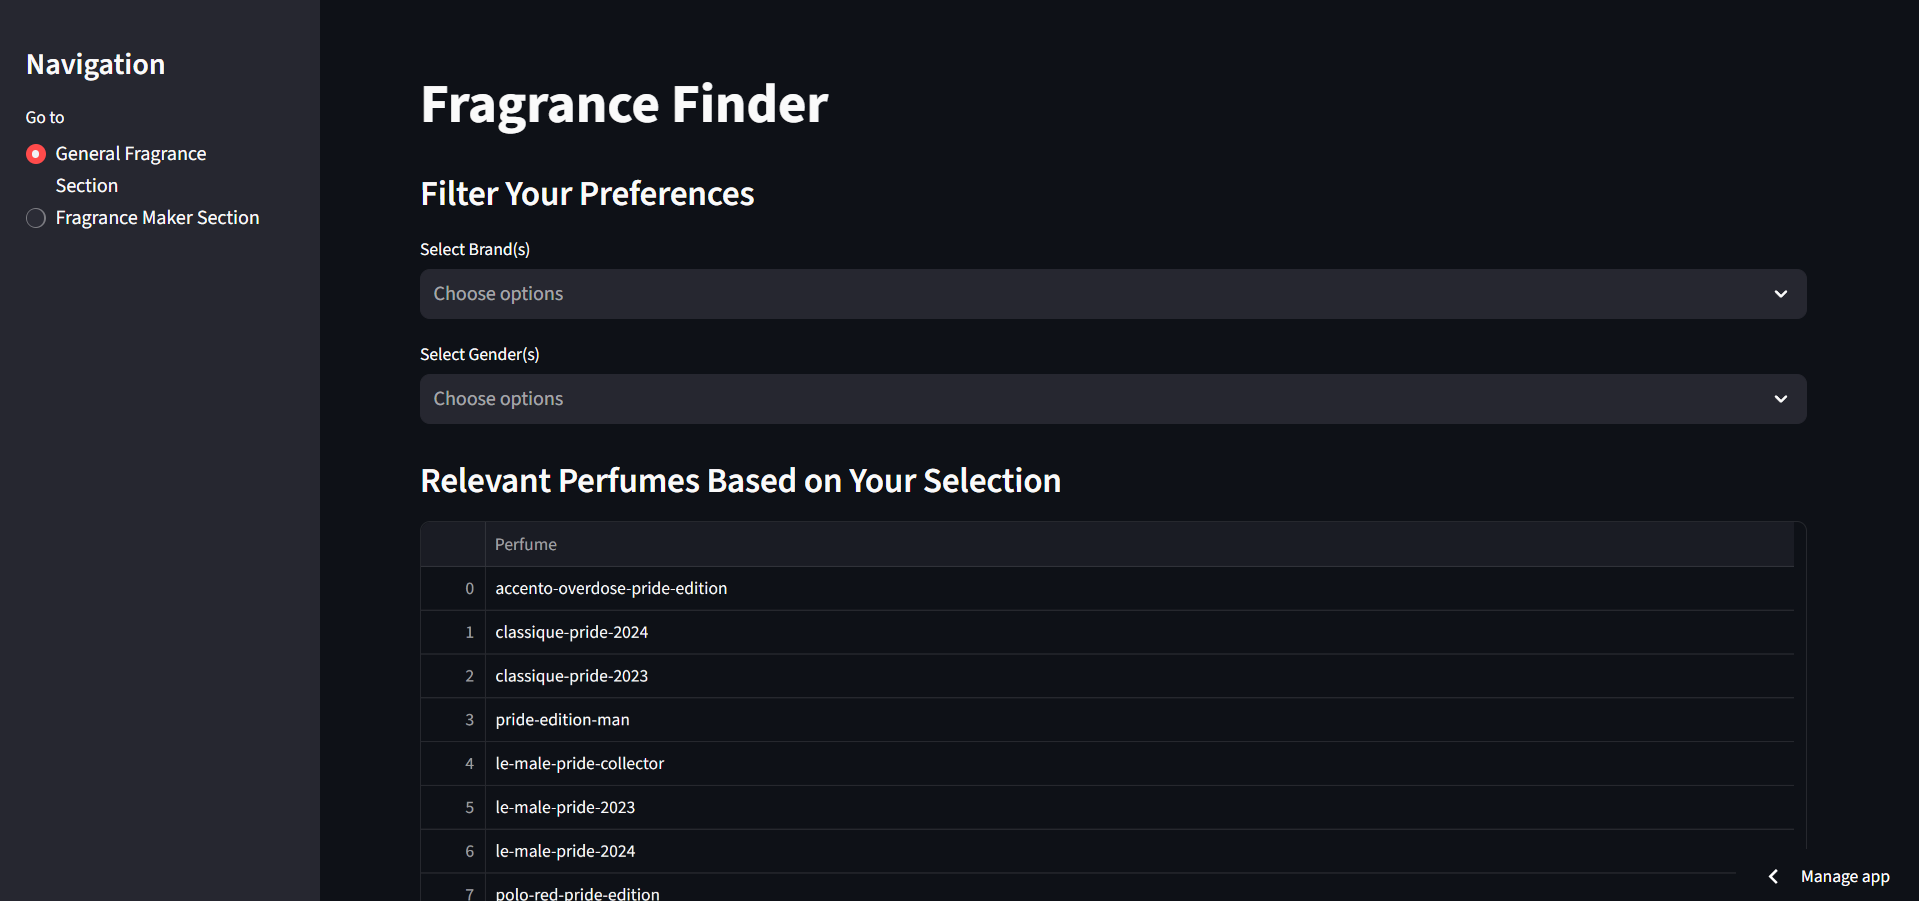 Navigation
Go to
General Fragrance
Section
Fragrance Maker Section
Fragrance Finder
Filter Your Preferences
Select Brand(s)
Choose options
Select Gender(s)
Choose options
Relevant Perfumes Based on Your Selection
Perfume
0 accento-overdose-pride-edition
1 classique-pride-2024
2 classique-pride-2023
3 pride-edition-man
4 le-male-pride-collector
5 le-male-pride-2023
6 le-male-pride-2024
7 polo-red-pride-edition
Manage app